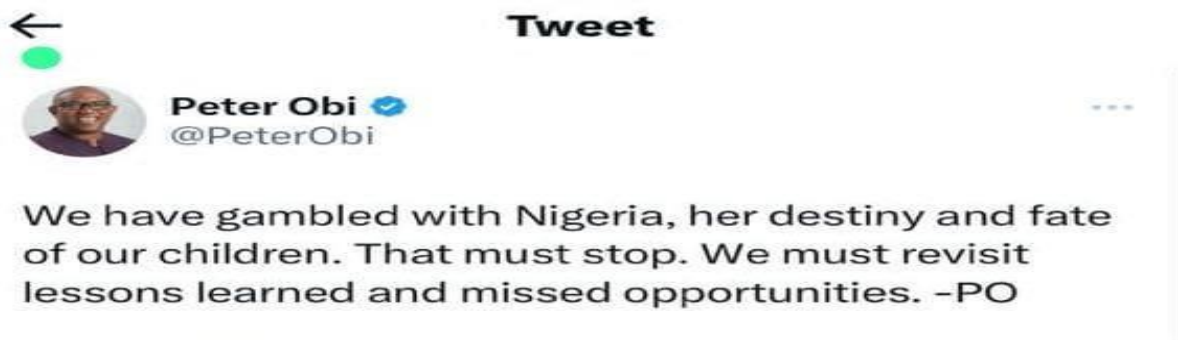 Tweet
Peter Obi
@PeterObi
We have gambled with Nigeria, her destiny and fate
of our children. That must stop. We must revisit
lessons learned and missed opportunities. -PO